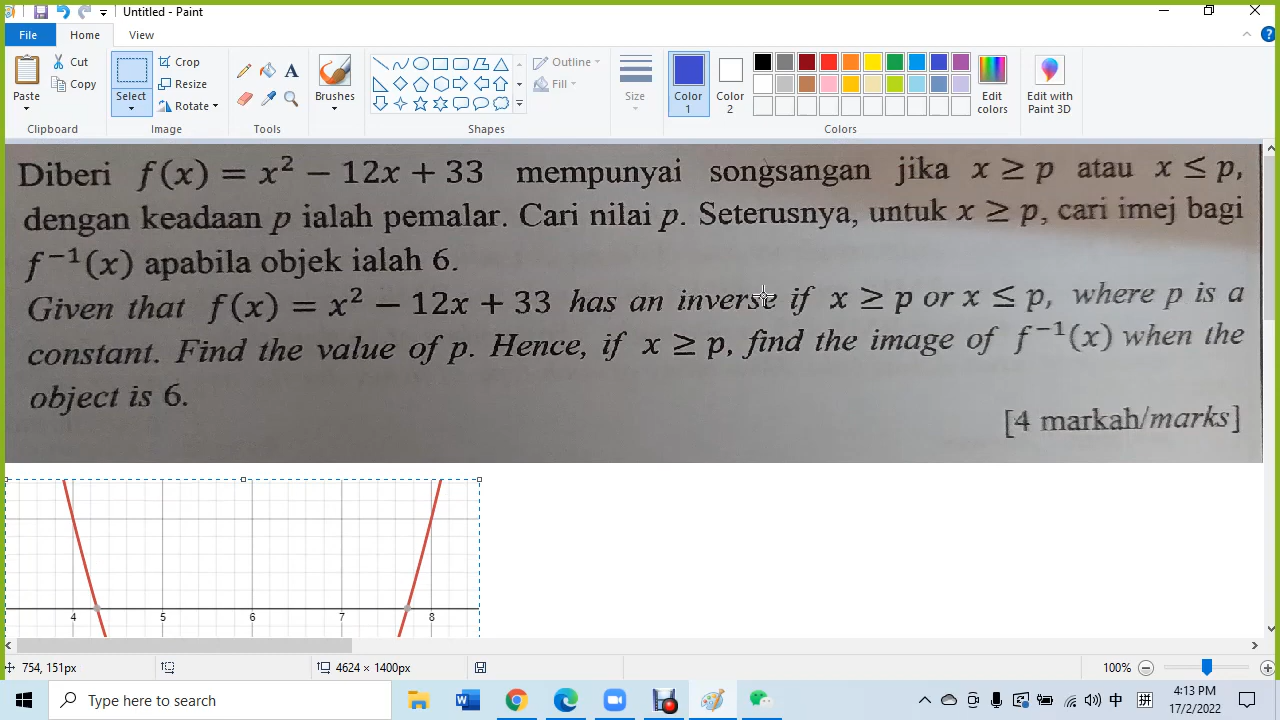 Untitled - Paint
File Home View
Paste Cut Copy Select Crop Resize Rotate Brushes Outline Fill Size Color 1 Color 2 Edit colors Edit with Paint 3D
Clipboard Image Tools Shapes Colors
Diberi f(x) = x² − 12x + 33 mempunyai songsangan jika x ≥ p atau x ≤ p,
dengan keadaan p ialah pemalar. Cari nilai p. Seterusnya, untuk x ≥ p, cari imej bagi
f⁻¹(x) apabila objek ialah 6.
Given that f(x) = x² − 12x + 33 has an inverse if x ≥ p or x ≤ p, where p is a
constant. Find the value of p. Hence, if x ≥ p, find the image of f⁻¹(x) when the
object is 6.
[4 markah/marks]
4 5 6 7 8
754, 151px 4624 × 1400px 100%
Type here to search
中 拼 4:13 PM
17/2/2022